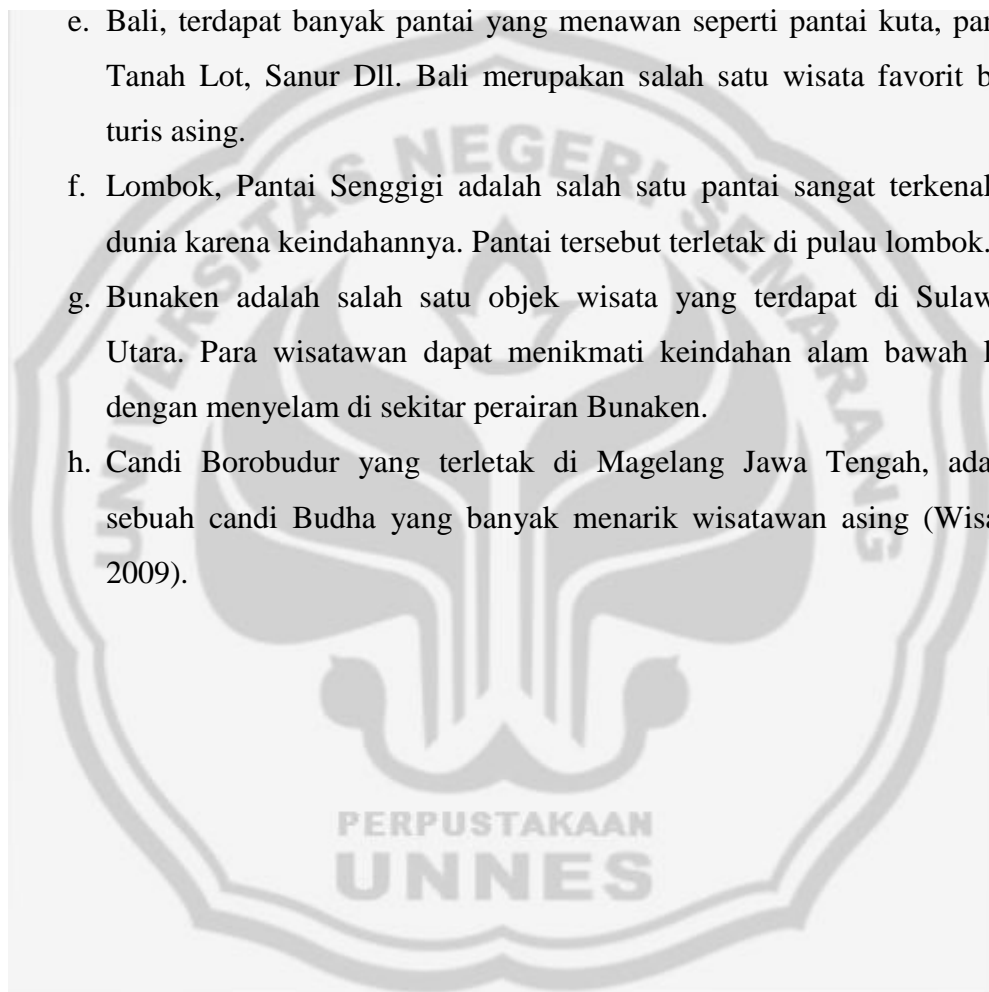 e. Bali, terdapat banyak pantai yang menawan seperti pantai kuta,
Tanah Lot, Sanur Dll. Bali merupakan salah satu wisata favorit
turis asing.
f. Lombok, Pantai Senggigi adalah salah satu pantai sangat terkenal
dunia karena keindahannya. Pantai tersebut terletak di pulau lombok.
g. Bunaken adalah salah satu objek wisata yang terdapat di
Utara. Para wisatawan dapat menikmati keindahan alam bawah
dengan menyelam di sekitar perairan Bunaken.
h. Candi Borobudur yang terletak di Magelang Jawa Tengah,
sebuah candi Budha yang banyak menarik wisatawan asing
2009).
UNIVERSITAS NEGERI SEMARANG
PERPUSTAKAAN
UNNES